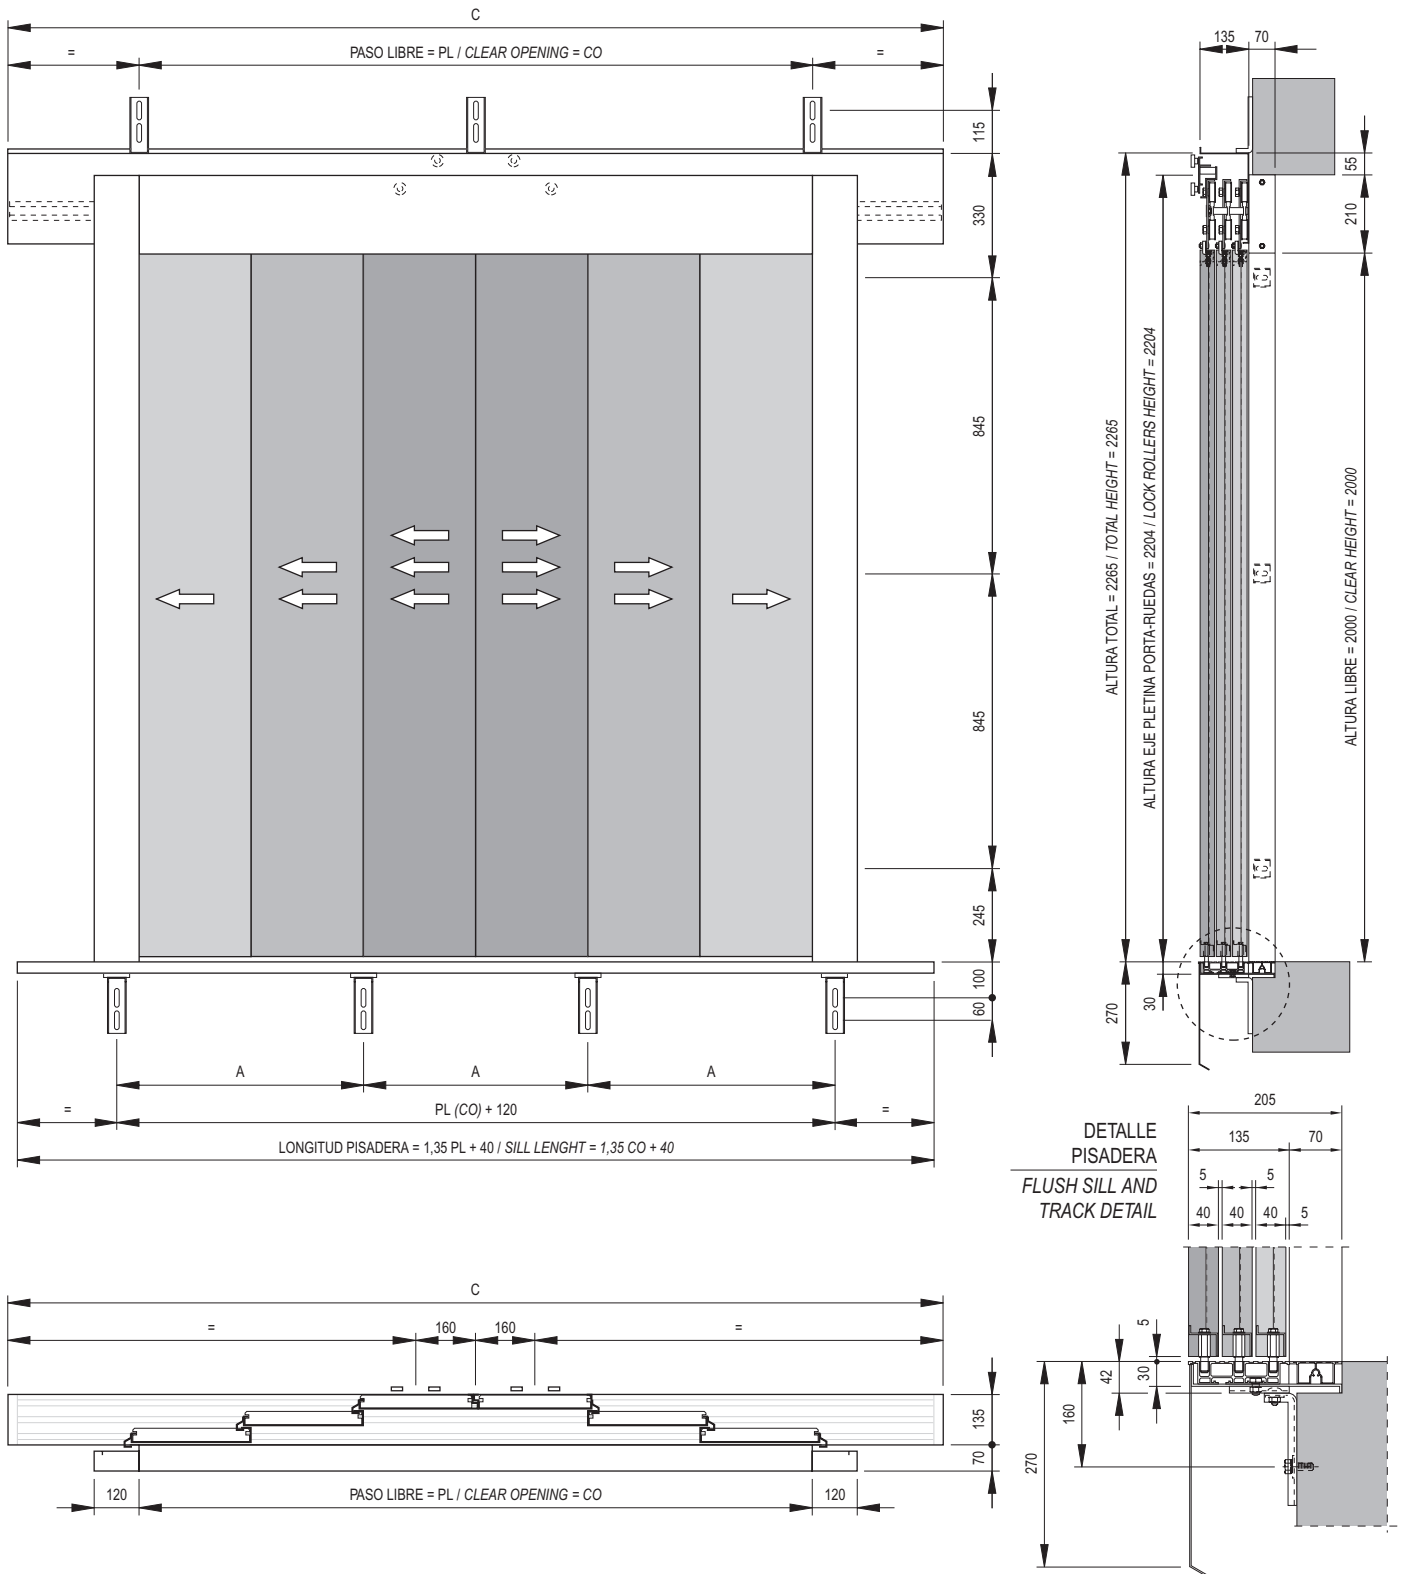 C
=
PASO LIBRE = PL / CLEAR OPENING = CO
=
115
330
845
845
245
100
60
A
A
A
=
PL (CO) + 120
=
LONGITUD PISADERA = 1,35 PL + 40 / SILL LENGHT = 1,35 CO + 40
135
70
55
210
ALTURA TOTAL = 2265 / TOTAL HEIGHT = 2265
ALTURA EJE PLETINA PORTA-RUEDAS = 2204 / LOCK ROLLERS HEIGHT = 2204
ALTURA LIBRE = 2000 / CLEAR HEIGHT = 2000
270
30
C
=
160
160
=
135
70
120
PASO LIBRE = PL / CLEAR OPENING = CO
120
DETALLE
PISADERA
FLUSH SILL AND
TRACK DETAIL
205
135
70
5
5
40
40
40
5
5
42
30
160
270